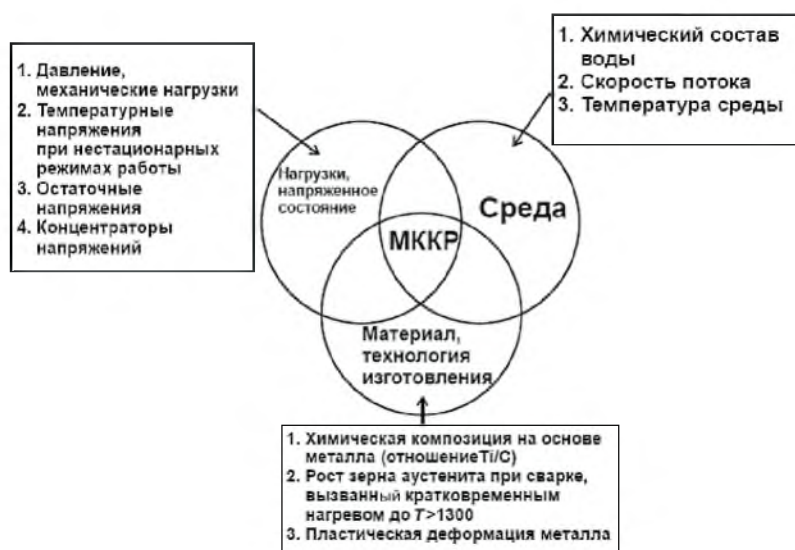 1. Давление,
механические нагрузки
2. Температурные
напряжения
при нестационарных
режимах работы
3. Остаточные
напряжения
4. Концентраторы
напряжений
1. Химический состав
воды
2. Скорость потока
3. Температура среды
Нагрузки,
напряженное
состояние
Среда
МККР
Материал,
технология
изготовления
1. Химическая композиция на основе
металла (отношениеTi/C)
2. Рост зерна аустенита при сварке,
вызванный кратковременным
нагревом до T>1300
3. Пластическая деформация металла